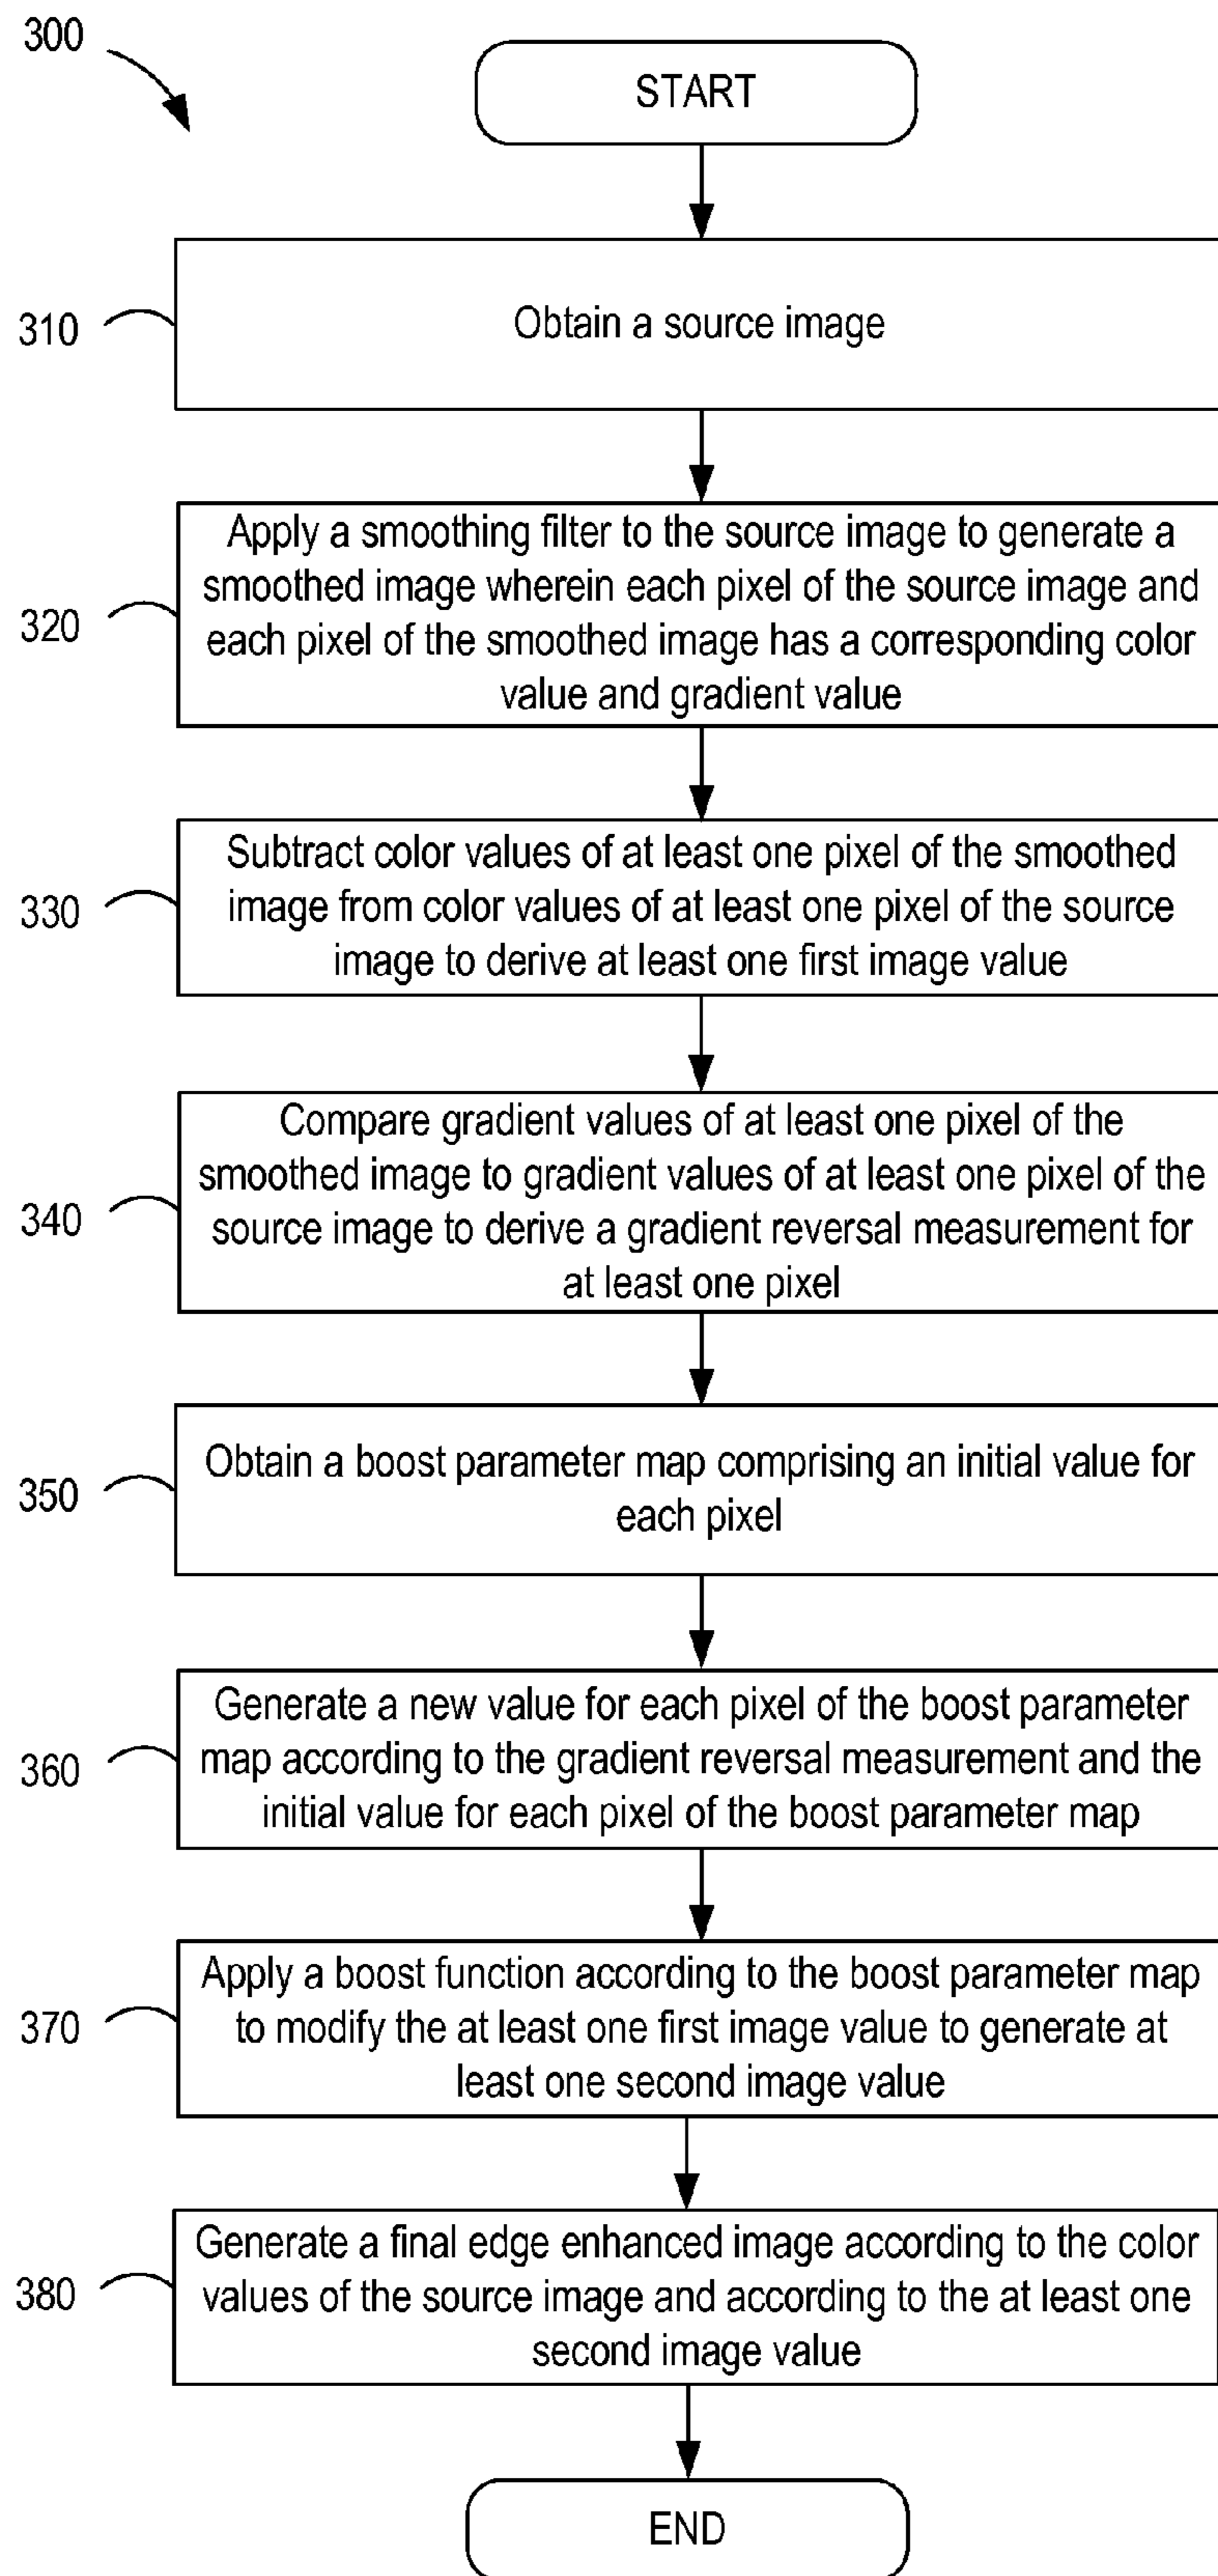 300
START
310
Obtain a source image
320
Apply a smoothing filter to the source image to generate a
smoothed image wherein each pixel of the source image and
each pixel of the smoothed image has a corresponding color
value and gradient value
330
Subtract color values of at least one pixel of the smoothed
image from color values of at least one pixel of the source
image to derive at least one first image value
340
Compare gradient values of at least one pixel of the
smoothed image to gradient values of at least one pixel of the
source image to derive a gradient reversal measurement for
at least one pixel
350
Obtain a boost parameter map comprising an initial value for
each pixel
360
Generate a new value for each pixel of the boost parameter
map according to the gradient reversal measurement and the
initial value for each pixel of the boost parameter map
370
Apply a boost function according to the boost parameter map
to modify the at least one first image value to generate at
least one second image value
380
Generate a final edge enhanced image according to the color
values of the source image and according to the at least one
second image value
END